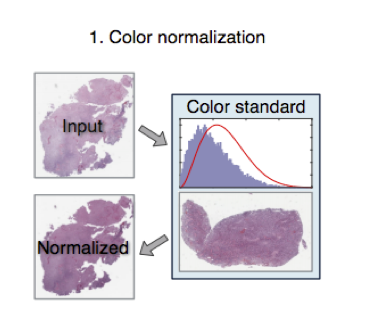 1. Color normalization
Input
Color standard
Normalized